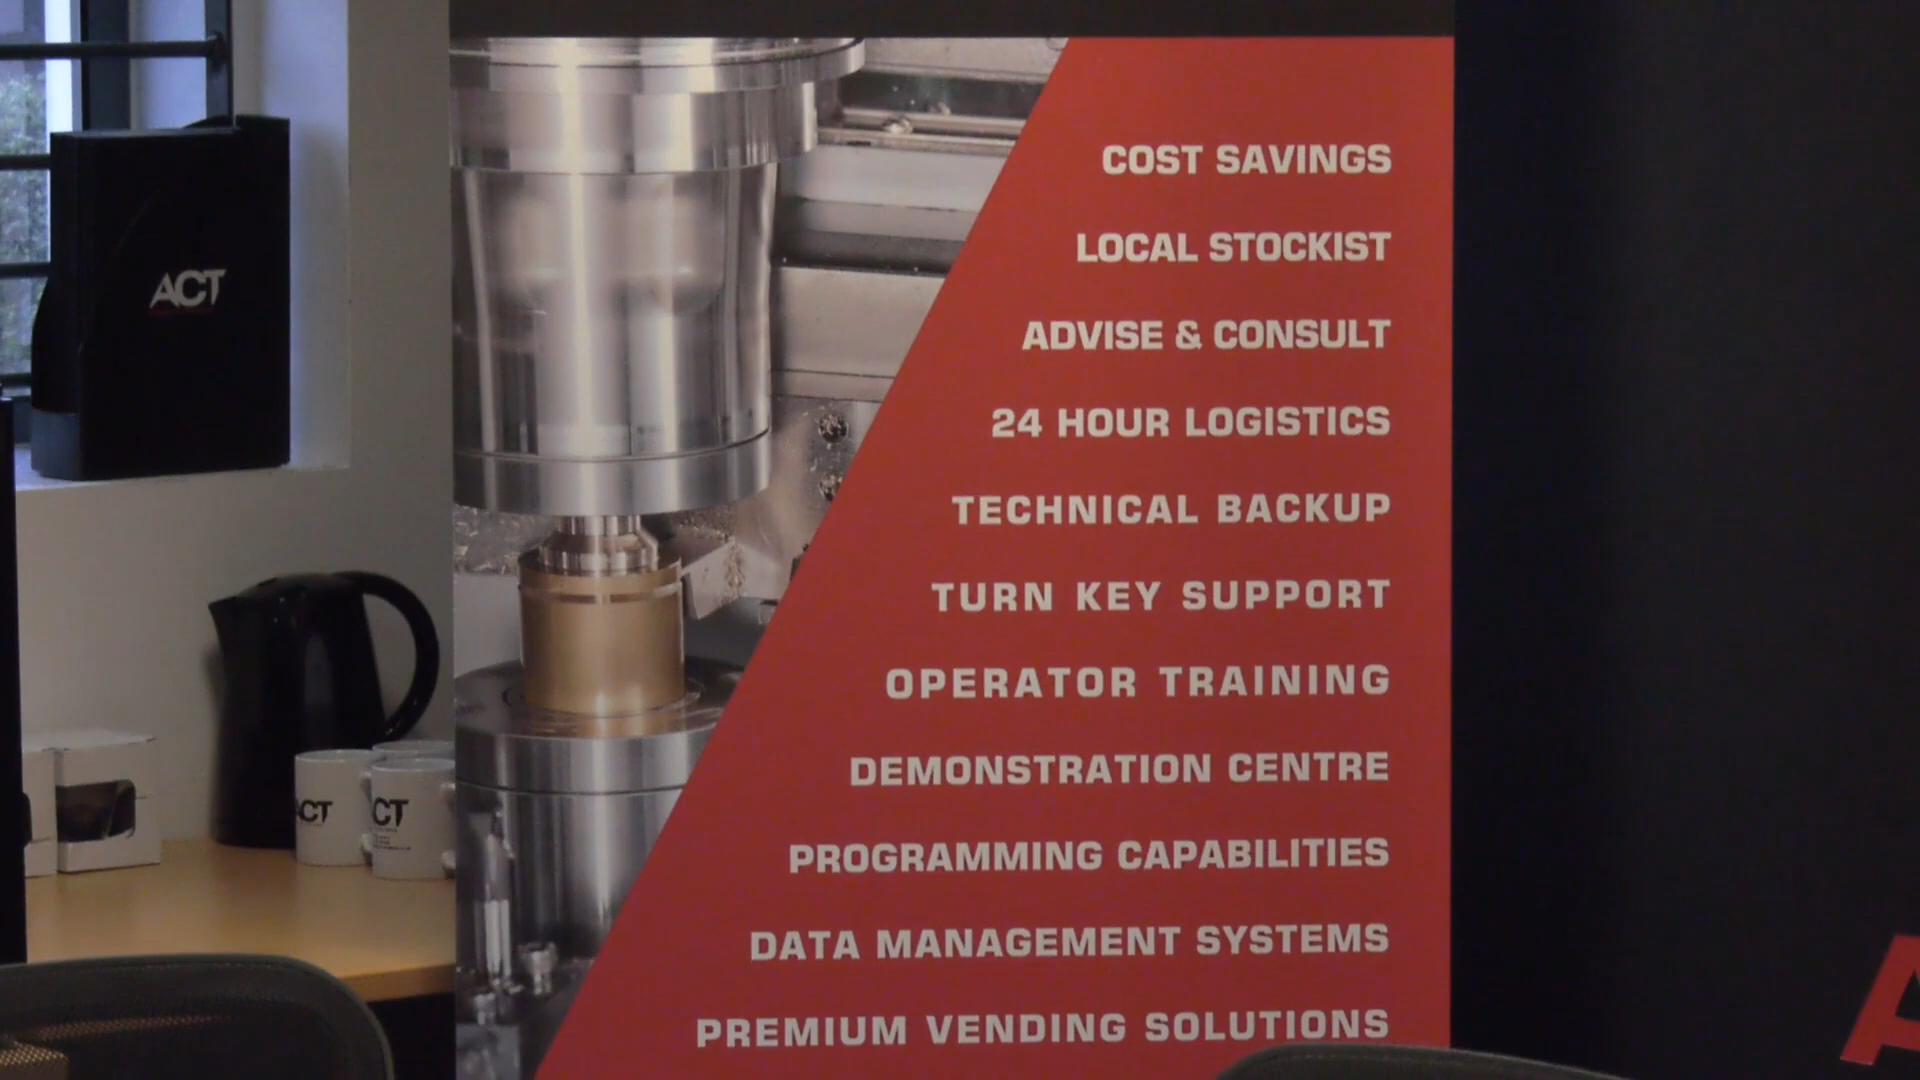 ACT
COST SAVINGS
LOCAL STOCKIST
ADVISE & CONSULT
24 HOUR LOGISTICS
TECHNICAL BACKUP
TURN KEY SUPPORT
OPERATOR TRAINING
DEMONSTRATION CENTRE
PROGRAMMING CAPABILITIES
DATA MANAGEMENT SYSTEMS
PREMIUM VENDING SOLUTIONS
ACT
CT
A